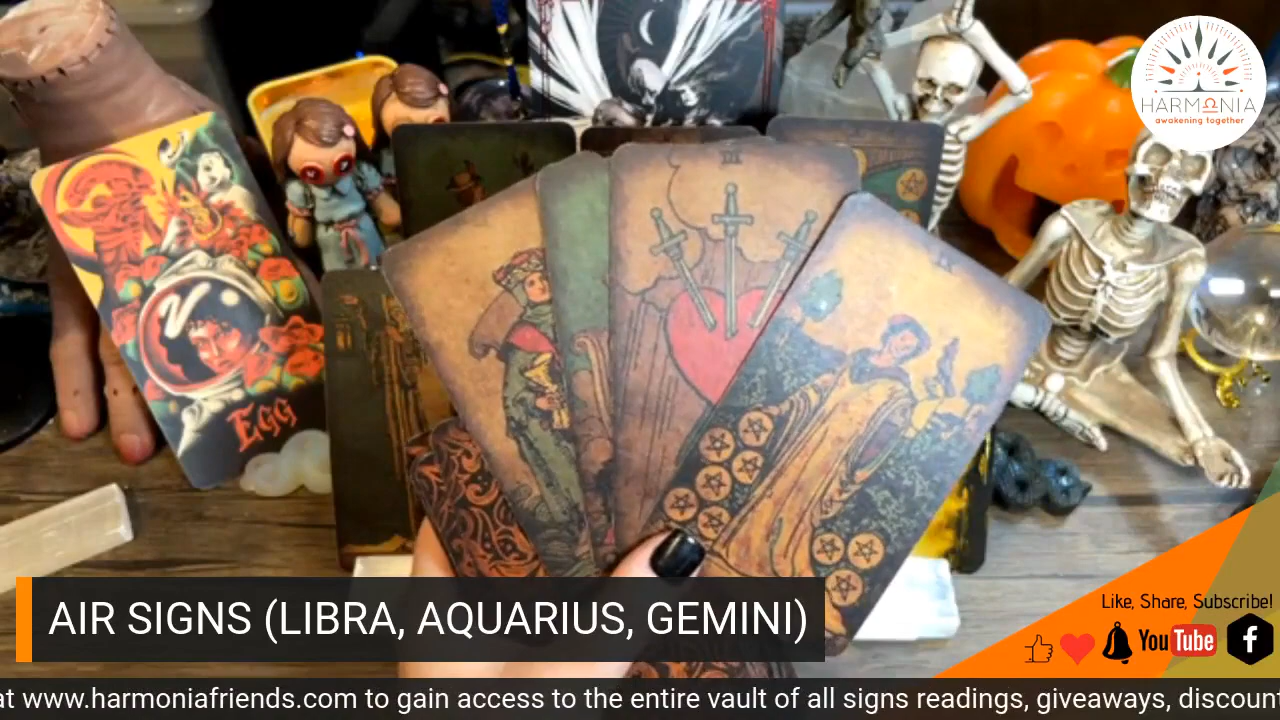 HARMONIA
awakening together
III
EGG
AIR SIGNS (LIBRA, AQUARIUS, GEMINI)
Like, Share, Subscribe!
YouTube
f
at www.harmoniafriends.com to gain access to the entire vault of all signs readings, giveaways, discount